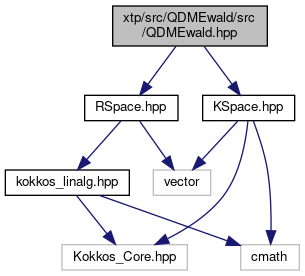 xtp/src/QDMEwald/src
/QDMEwald.hpp
RSpace.hpp
KSpace.hpp
kokkos_linalg.hpp
vector
Kokkos_Core.hpp
cmath